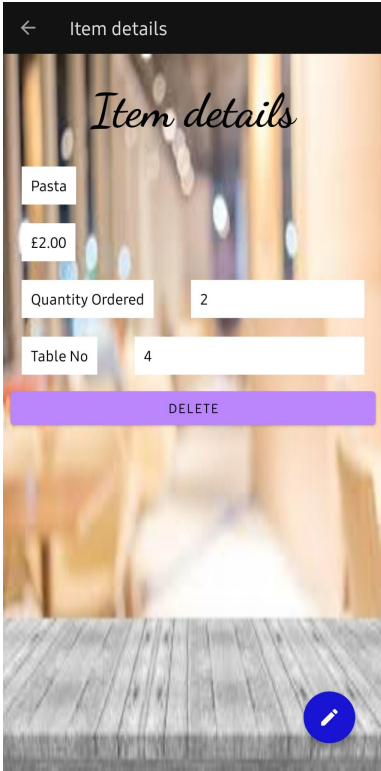 Item details
Item details
Pasta
£2.00
Quantity Ordered 2
Table No 4
DELETE